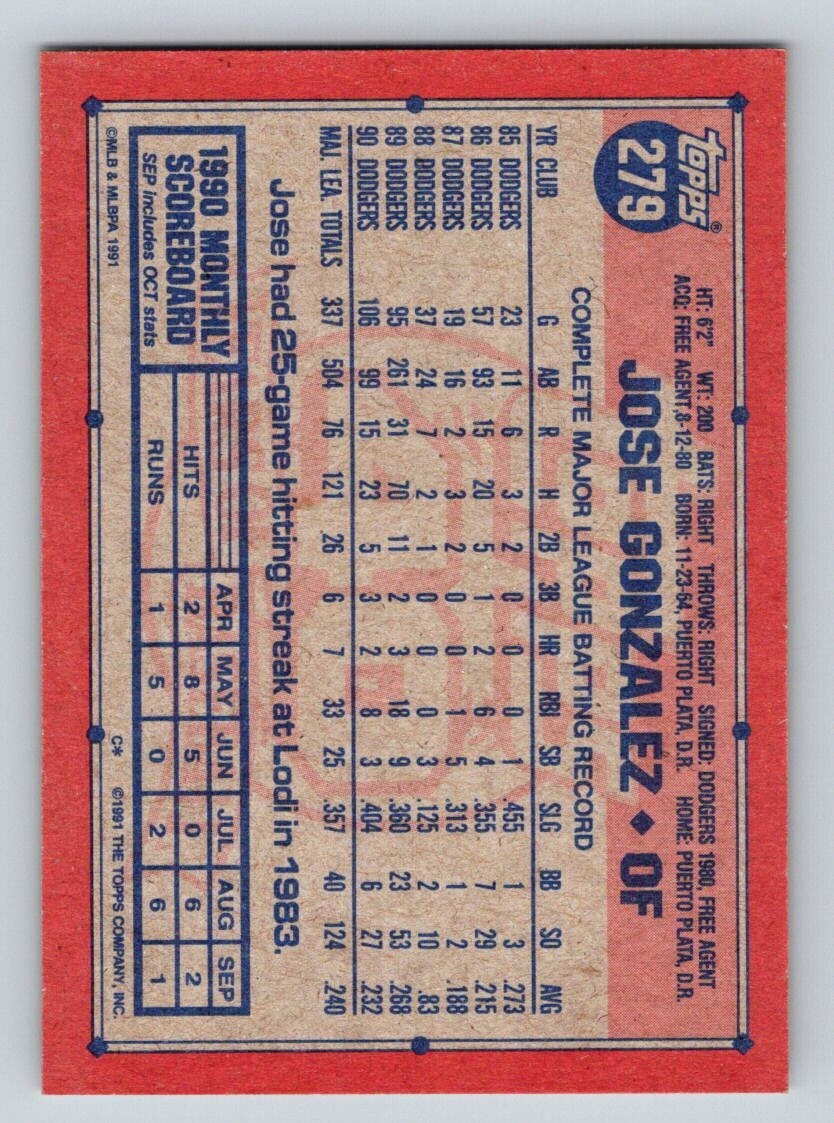 topps®
279
HT: 6'2" WT: 200 BATS: RIGHT THROWS: RIGHT SIGNED: DODGERS 1980, FREE AGENT
ACQ: FREE AGENT, 8-12-80 BORN: 11-23-64, PUERTO PLATA, D.R. HOME: PUERTO PLATA, D.R.
JOSE GONZALEZ ◆ OF
COMPLETE MAJOR LEAGUE BATTING RECORD
YR CLUB G AB R H 2B 3B HR RBI SB SLG BB SO AVG
85 DODGERS 23 11 6 3 2 0 0 0 1 .455 1 3 .273
86 DODGERS 57 93 15 20 5 1 2 6 4 .355 7 29 .215
87 DODGERS 19 16 2 3 2 0 0 1 5 .313 1 2 .188
88 DODGERS 37 24 7 2 1 0 0 0 3 .125 2 10 .83
89 DODGERS 95 261 31 70 11 2 3 18 9 .360 23 53 .268
90 DODGERS 106 99 15 23 5 3 2 8 3 .404 6 27 .232
MAJ. LEA. TOTALS 337 504 76 121 26 6 7 33 25 .357 40 124 .240
Jose had 25-game hitting streak at Lodi in 1983.
1990 MONTHLY
SCOREBOARD
SEP includes OCT stats
APR MAY JUN JUL AUG SEP
HITS 2 8 5 0 6 2
RUNS 1 5 0 2 6 1
©MLB & MLBPA 1991 C* ©1991 THE TOPPS COMPANY, INC.